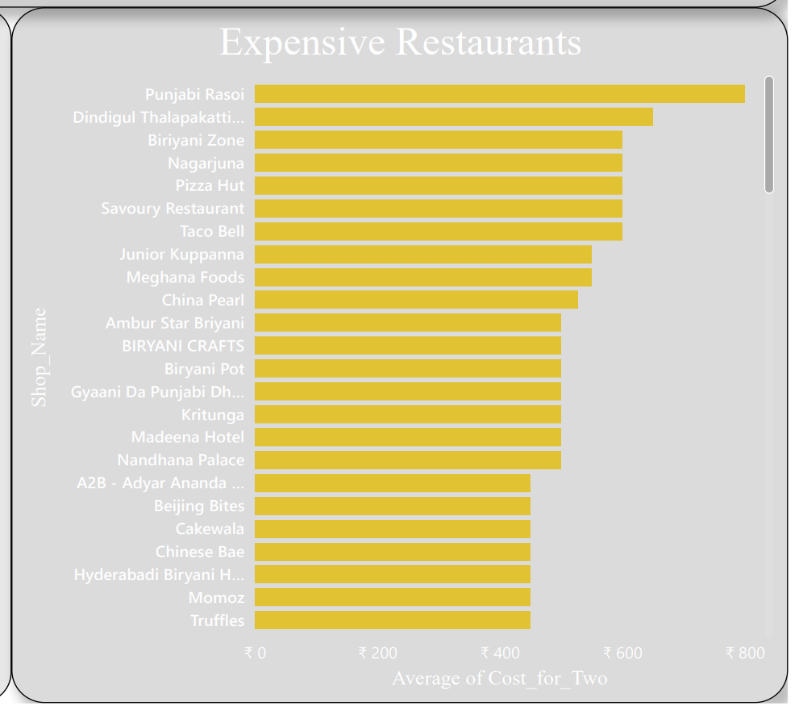 Expensive Restaurants
Punjabi Rasoi
Dindigul Thalapakatti...
Biriyani Zone
Nagarjuna
Pizza Hut
Savoury Restaurant
Taco Bell
Junior Kuppanna
Meghana Foods
China Pearl
Ambur Star Briyani
BIRYANI CRAFTS
Biryani Pot
Gyaani Da Punjabi Dh...
Kritunga
Madeena Hotel
Nandhana Palace
A2B - Adyar Ananda ...
Beijing Bites
Cakewala
Chinese Bae
Hyderabadi Biryani H...
Momoz
Truffles
Shop_Name
₹ 0 ₹ 200 ₹ 400 ₹ 600 ₹ 800
Average of Cost_for_Two